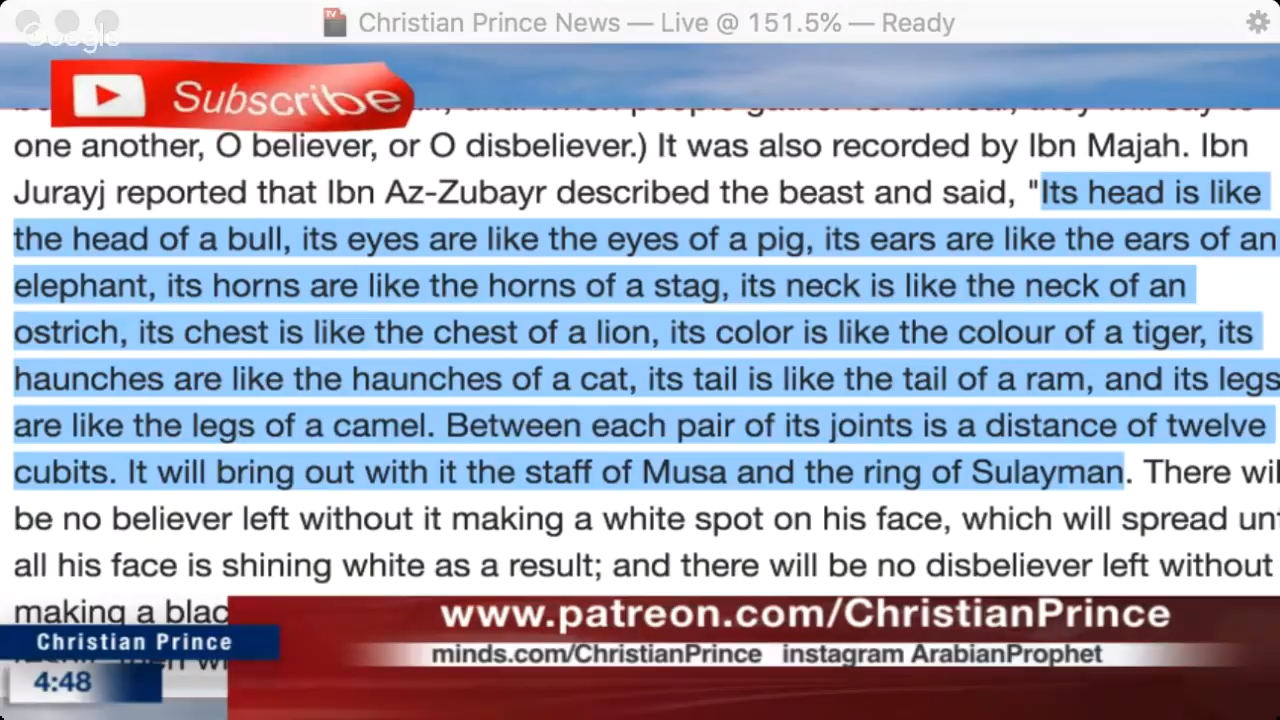 Christian Prince News — Live @ 151.5% — Ready
Google
Subscribe
one another, O believer, or O disbeliever.) It was also recorded by Ibn Majah. Ibn
Jurayj reported that Ibn Az-Zubayr described the beast and said, "Its head is like
the head of a bull, its eyes are like the eyes of a pig, its ears are like the ears of an
elephant, its horns are like the horns of a stag, its neck is like the neck of an
ostrich, its chest is like the chest of a lion, its color is like the colour of a tiger, its
haunches are like the haunches of a cat, its tail is like the tail of a ram, and its legs
are like the legs of a camel. Between each pair of its joints is a distance of twelve
cubits. It will bring out with it the staff of Musa and the ring of Sulayman. There will
be no believer left without it making a white spot on his face, which will spread
all his face is shining white as a result; and there will be no disbeliever left without
making a
www.patreon.com/ChristianPrince
Christian Prince
minds.com/ChristianPrince instagram ArabianProphet
4:48